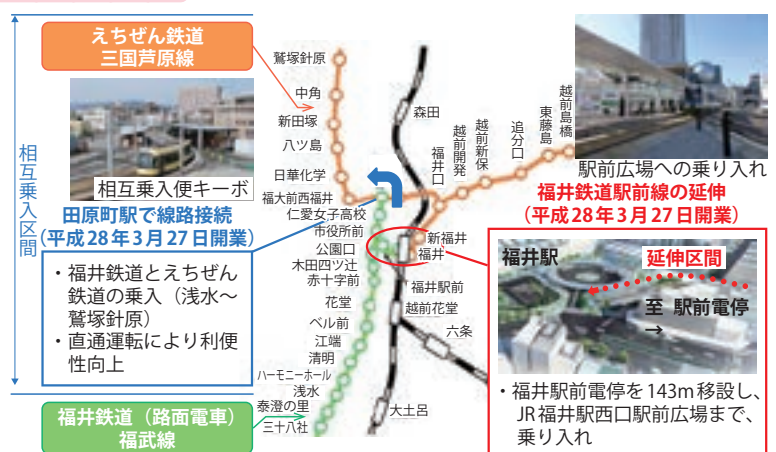 えちぜん鉄道
三国芦原線
相互乗入便キーボ
田原町駅で線路接続
(平成28年3月27日開業)
・福井鉄道とえちぜん
鉄道の乗入（浅水～
鷲塚針原）
・直通運転により利便
性向上
相互乗入区間
福井鉄道（路面電車）
福武線
鷲塚針原
中角
新田塚
八ツ島
日華化学
福大前西福井
仁愛女子高校
市役所前
公園口
木田四ツ辻
赤十字前
花堂
ベル前
江端
清明
ハーモニーホール
浅水
泰澄の里
三十八社
森田
福井口
越前開発
越前新保
追分口
東藤島
越前島橋
新福井
福井
福井駅前
越前花堂
六条
大土呂
駅前広場への乗り入れ
福井鉄道駅前線の延伸
(平成28年3月27日開業)
福井駅
延伸区間
至 駅前電停
→
・福井駅前電停を143m移設し、
JR福井駅西口駅前広場まで、
乗り入れ